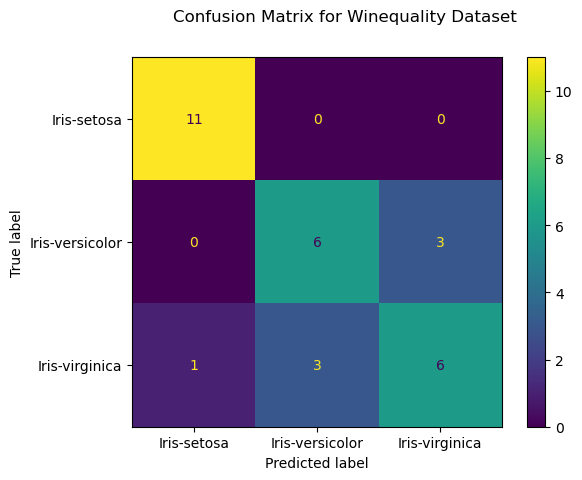 Confusion Matrix for Winequality Dataset
True label
Iris-setosa 11 0 0
Iris-versicolor 0 6 3
Iris-virginica 1 3 6
Iris-setosa Iris-versicolor Iris-virginica
Predicted label
10
8
6
4
2
0